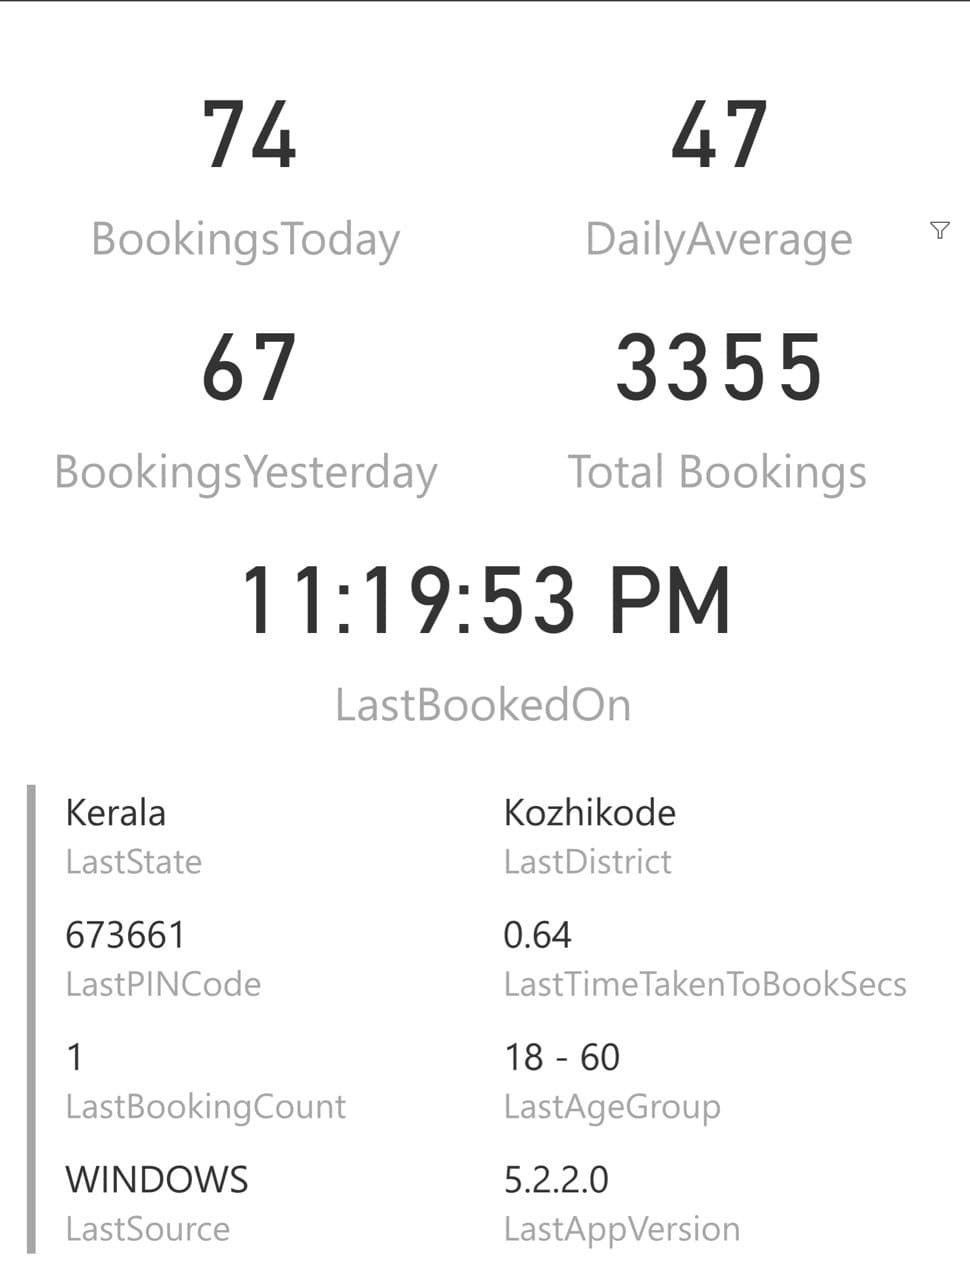 74 47
BookingsToday DailyAverage
67 3355
BookingsYesterday Total Bookings
11:19:53 PM
LastBookedOn
Kerala Kozhikode
LastState LastDistrict
673661 0.64
LastPINCode LastTimeTakenToBookSecs
1 18 - 60
LastBookingCount LastAgeGroup
WINDOWS 5.2.2.0
LastSource LastAppVersion